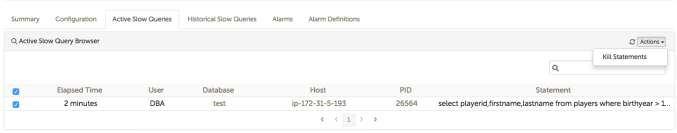 Summary Configuration Active Slow Queries Historical Slow Queries Alarms Alarm Definitions
Active Slow Query Browser Actions
Kill Statements
Elapsed Time User Database Host PID Statement
2 minutes DBA test ip-172-31-5-193 26564 select playerid,firstname,lastname from players where birthyear > 1...
« < 1 > »